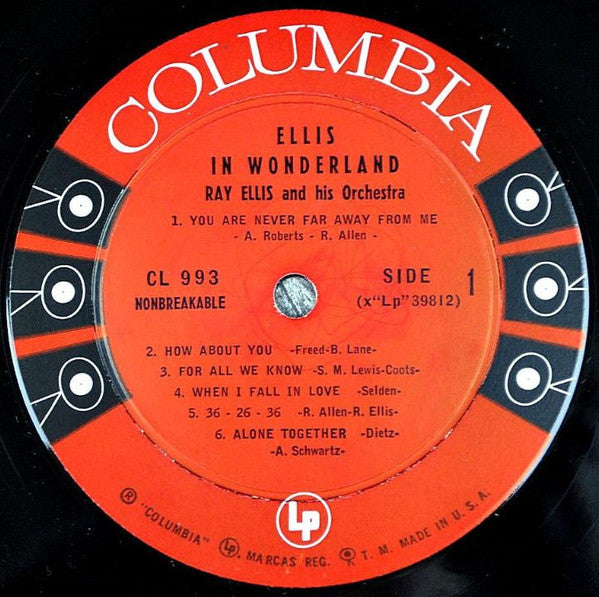 COLUMBIA
ELLIS
IN WONDERLAND
RAY ELLIS and his Orchestra
1. YOU ARE NEVER FAR AWAY FROM ME
- A. Roberts - R. Allen -
CL 993
NONBREAKABLE
SIDE 1
(x"Lp"39812)
2. HOW ABOUT YOU -Freed-B. Lane-
3. FOR ALL WE KNOW -S. M. Lewis-Coots-
4. WHEN I FALL IN LOVE -Selden-
5. 36 - 26 - 36 -R. Allen-R. Ellis-
6. ALONE TOGETHER -Dietz-
-A. Schwartz-
Lp
® "COLUMBIA" Lp MARCAS REG. T. M. MADE IN U. S. A.